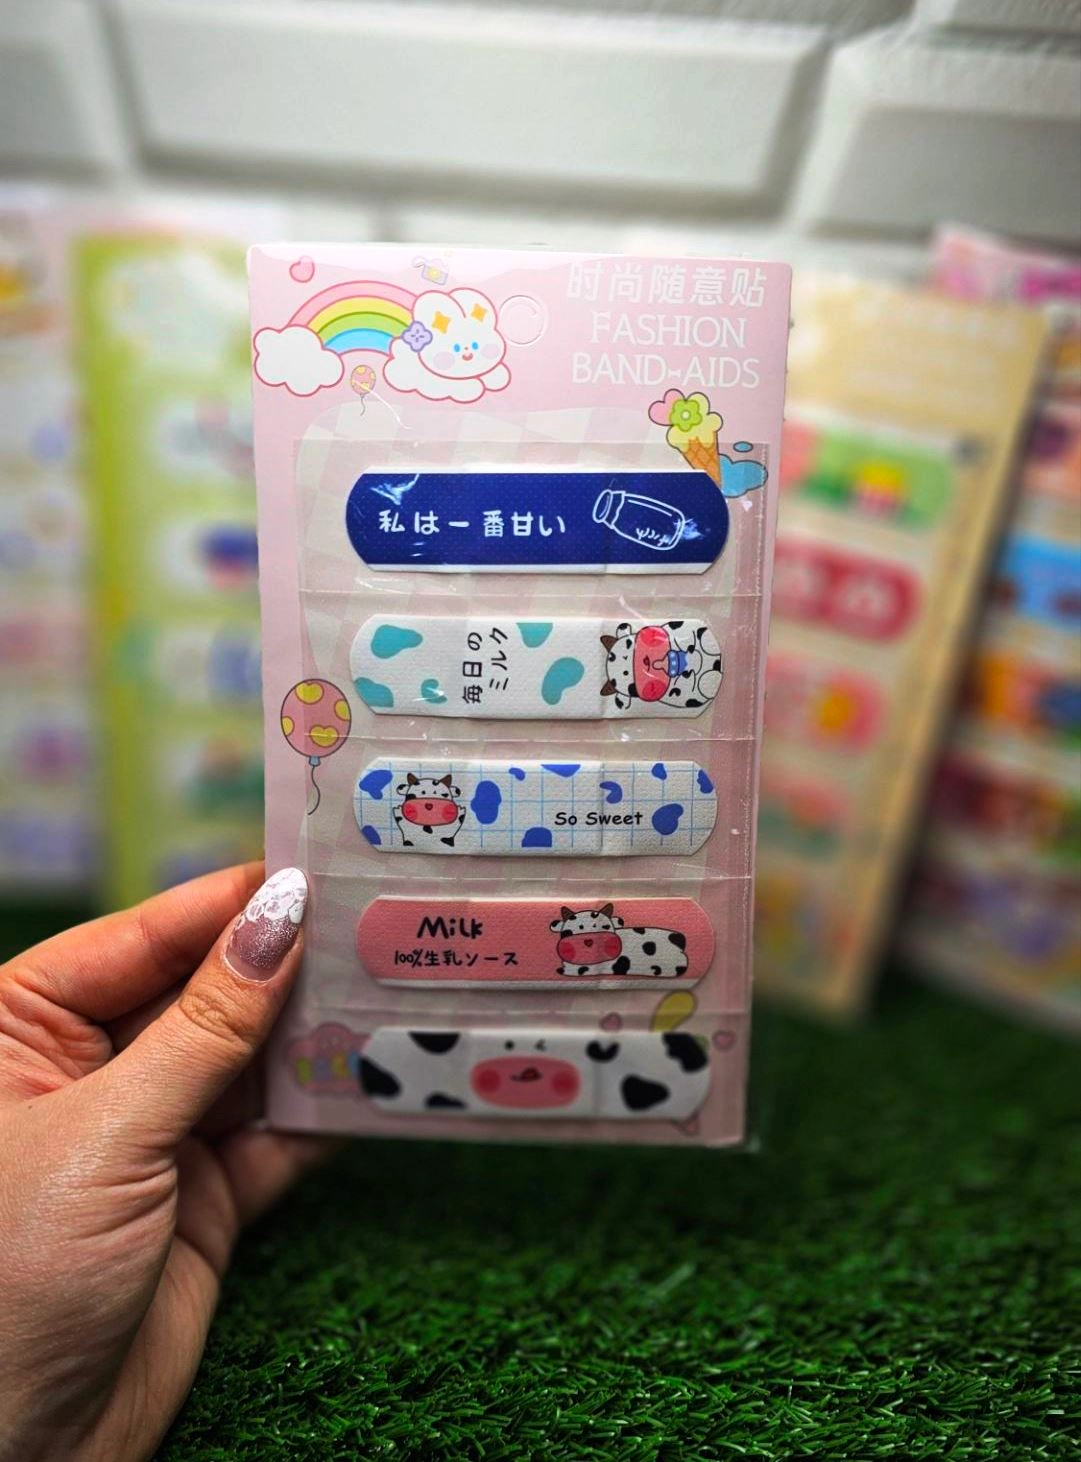 时尚随意贴
FASHION
BAND-AIDS
私は一番甘い
毎日の
ミルク
So Sweet
Milk
100%生乳ソース